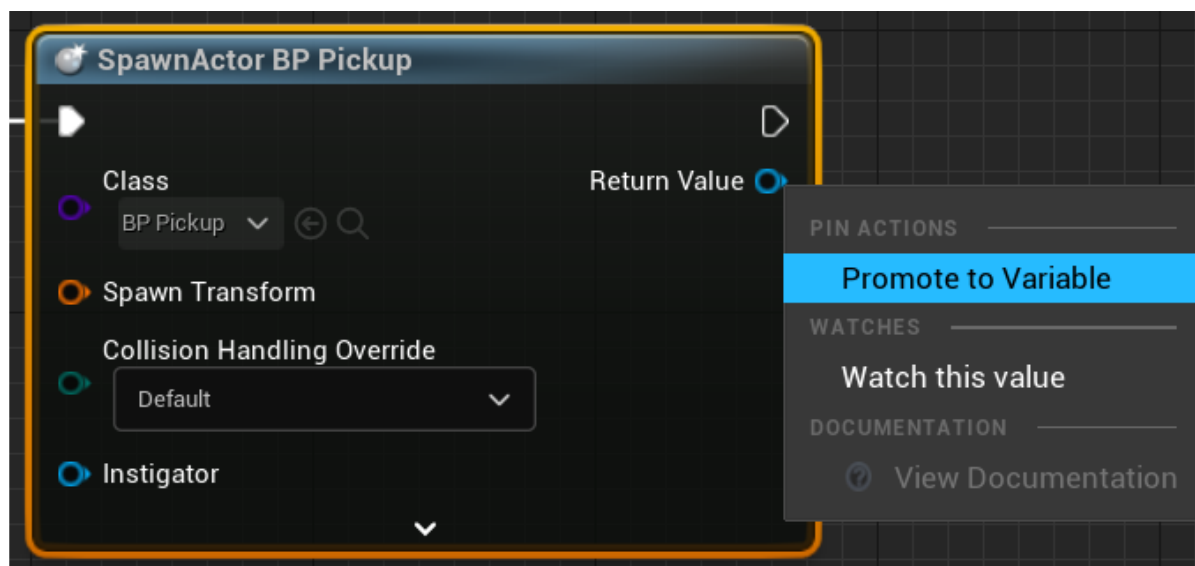 SpawnActor BP Pickup
Class
Return Value
BP Pickup
Spawn Transform
Collision Handling Override
Default
Instigator
PIN ACTIONS
Promote to Variable
WATCHES
Watch this value
DOCUMENTATION
View Documentation